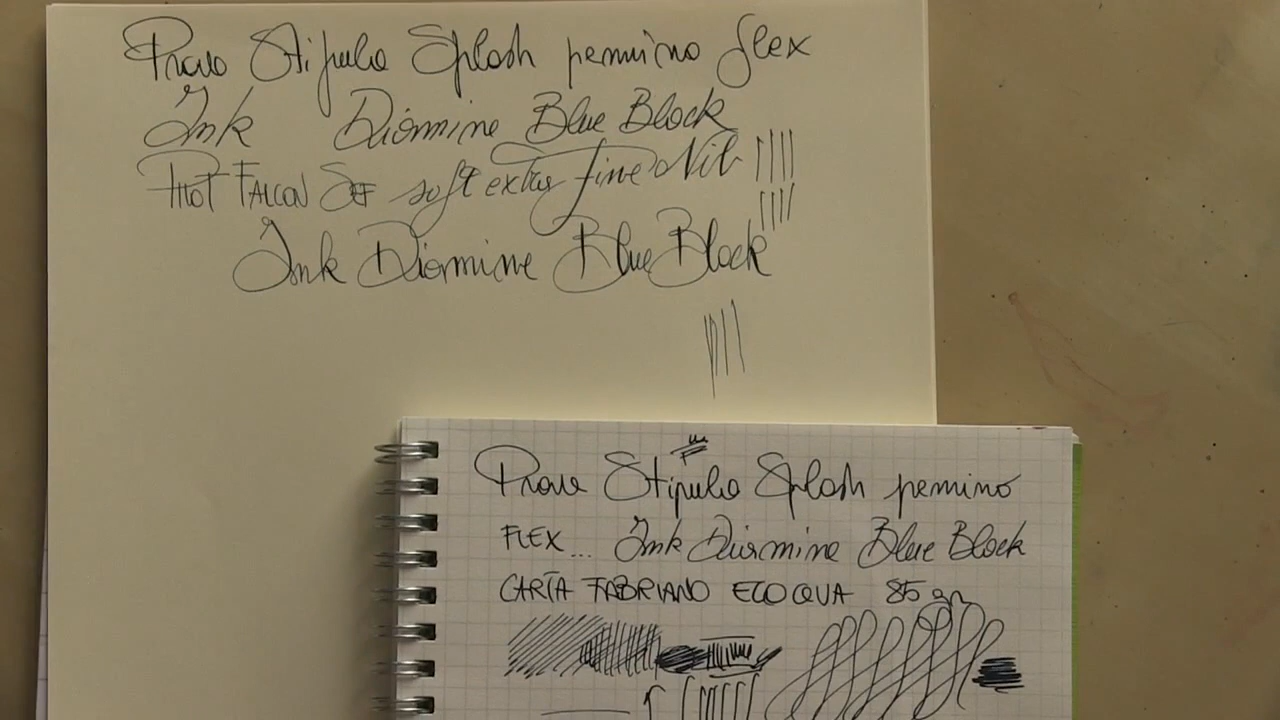 Prova Stipula Splash pennino flex
Ink Diamine Blue Black
Pilot FALCON SEF soft extra fine Nib
Ink Diamine Blue Black
Prova Stipula Splash pennino
FLEX... Ink Diamine Blue Black
CARTA FABRIANO ECOQUA 85 gr